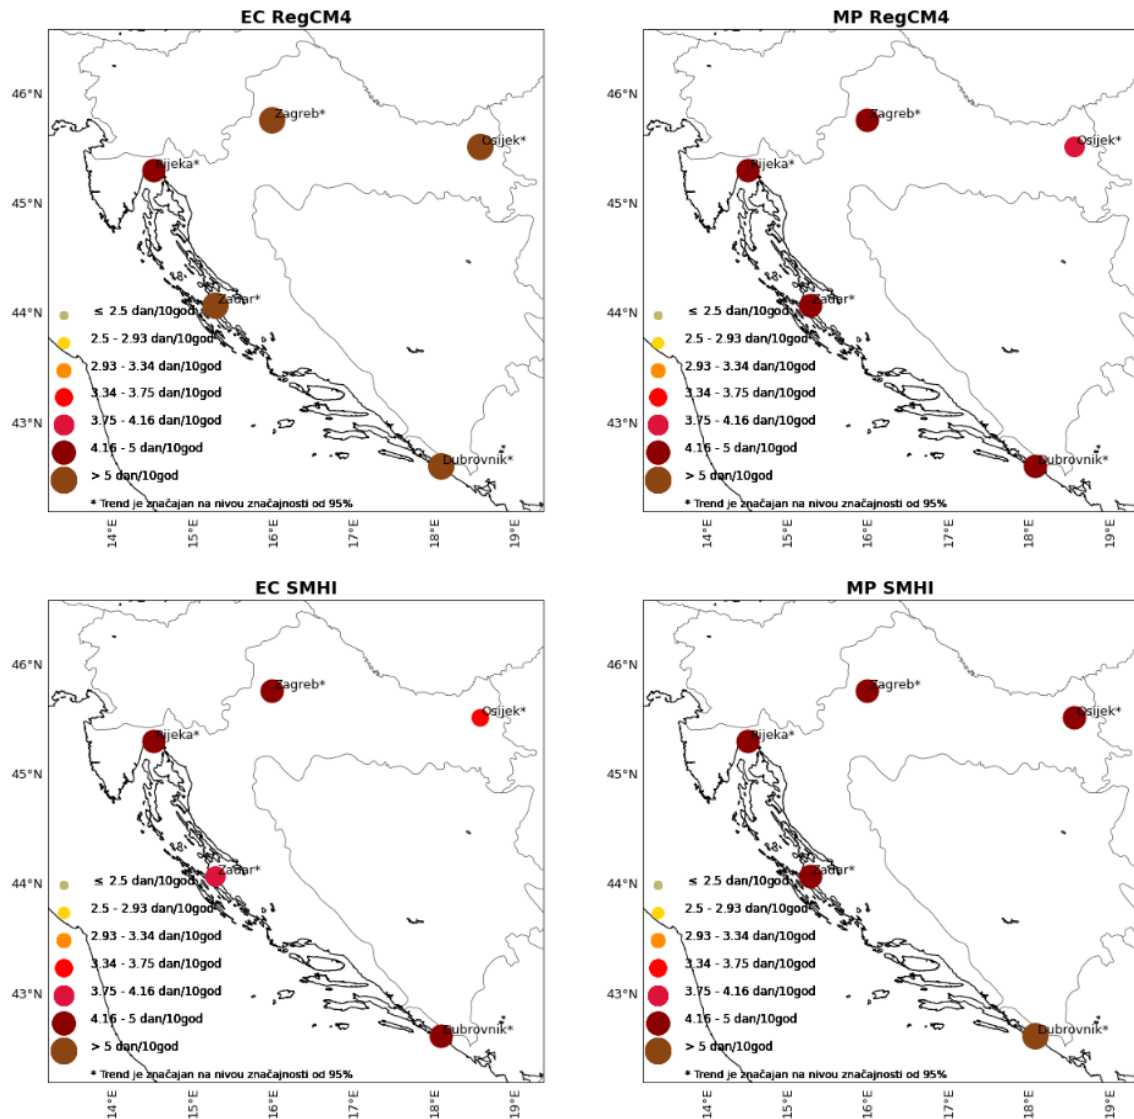 EC RegCM4
46°N
45°N
44°N
43°N
Zagreb*
Osijek*
Rijeka*
Zadar*
≤ 2.5 dan/10god
2.5 - 2.93 dan/10god
2.93 - 3.34 dan/10god
3.34 - 3.75 dan/10god
3.75 - 4.16 dan/10god
4.16 - 5 dan/10god
> 5 dan/10god
Dubrovnik*
* Trend je značajan na nivou značajnosti od 95%
14°E
15°E
16°E
17°E
18°E
19°E
MP RegCM4
46°N
45°N
44°N
43°N
Zagreb*
Osijek*
Rijeka*
Zadar*
≤ 2.5 dan/10god
2.5 - 2.93 dan/10god
2.93 - 3.34 dan/10god
3.34 - 3.75 dan/10god
3.75 - 4.16 dan/10god
4.16 - 5 dan/10god
> 5 dan/10god
Dubrovnik*
* Trend je značajan na nivou značajnosti od 95%
14°E
15°E
16°E
17°E
18°E
19°E
EC SMHI
46°N
45°N
44°N
43°N
Zagreb*
Osijek*
Rijeka*
Zadar*
≤ 2.5 dan/10god
2.5 - 2.93 dan/10god
2.93 - 3.34 dan/10god
3.34 - 3.75 dan/10god
3.75 - 4.16 dan/10god
4.16 - 5 dan/10god
> 5 dan/10god
Dubrovnik*
* Trend je značajan na nivou značajnosti od 95%
14°E
15°E
16°E
17°E
18°E
19°E
MP SMHI
46°N
45°N
44°N
43°N
Zagreb*
Osijek*
Rijeka*
Zadar*
≤ 2.5 dan/10god
2.5 - 2.93 dan/10god
2.93 - 3.34 dan/10god
3.34 - 3.75 dan/10god
3.75 - 4.16 dan/10god
4.16 - 5 dan/10god
> 5 dan/10god
Dubrovnik*
* Trend je značajan na nivou značajnosti od 95%
14°E
15°E
16°E
17°E
18°E
19°E